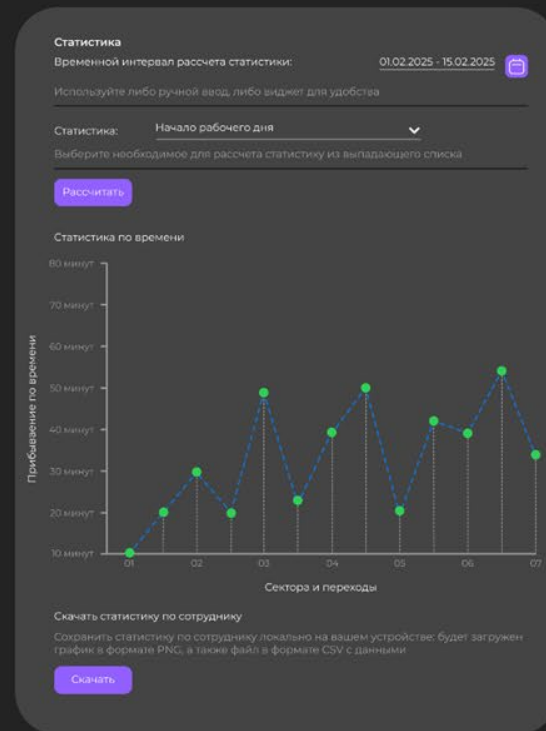 Статистика
Временной интервал рассчета статистики:
01.02.2025 - 15.02.2025
Используйте либо ручной ввод, либо виджет для удобства
Статистика:
Начало рабочего дня
Выберите необходимое для рассчета статистику из выпадающего списка
Рассчитать
Статистика по времени
80 минут
70 минут
60 минут
50 минут
40 минут
30 минут
20 минут
10 минут
Прибываение по времени
01 02 03 04 05 06 07
Сектора и переходы
Скачать статистику по сотруднику
Сохранить статистику по сотруднику локально на вашем устройстве: будет загружен
график в формате PNG, а также файл в формате CSV с данными
Скачать